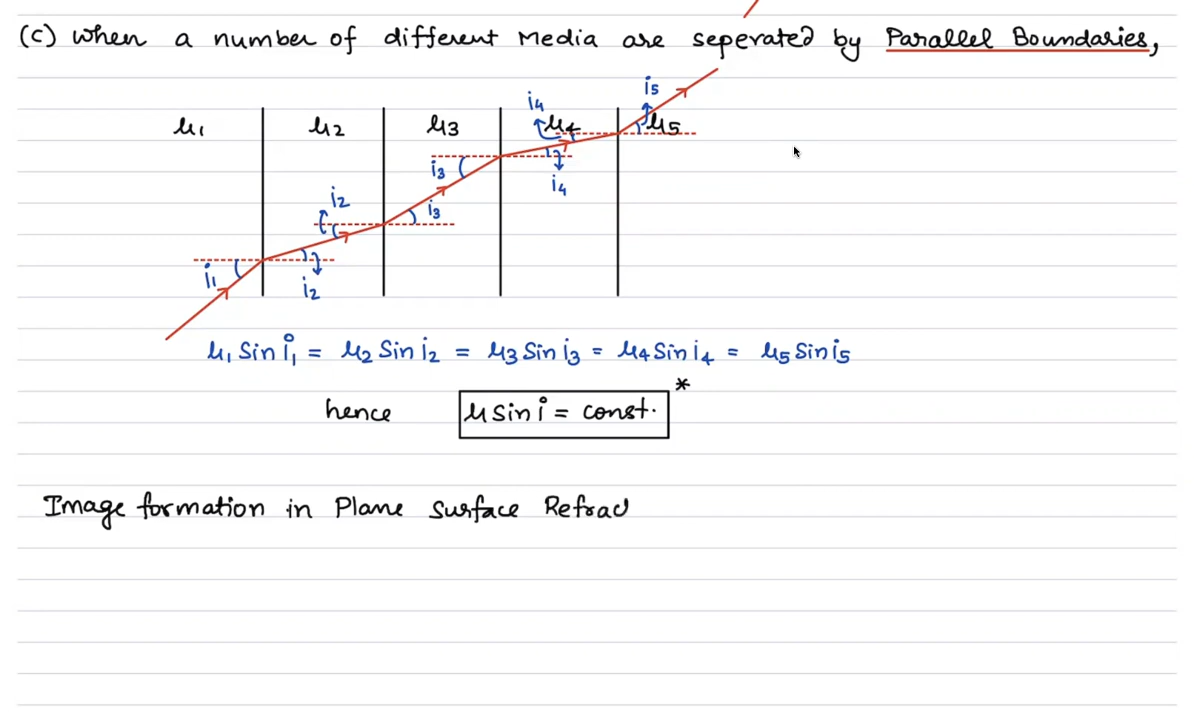 (c) when a number of different Media are seperated by Parallel Boundaries,
μ1 μ2 μ3 μ4 μ5
i4 i5
i3 i4
i2 i3
i1 i2
μ1 Sin i1 = μ2 Sin i2 = μ3 Sin i3 = μ4 Sin i4 = μ5 Sin i5
hence μ sin i = const. *
Image formation in Plane Surface Refrac